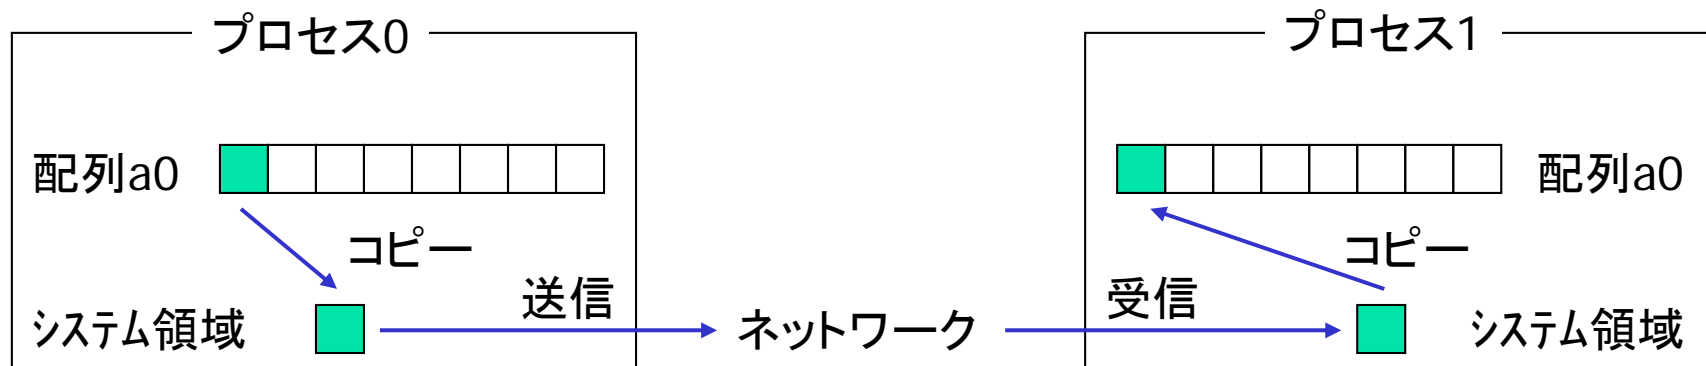 プロセス0
プロセス1
配列a0
配列a0
コピー
コピー
送信
受信
システム領域
ネットワーク
システム領域